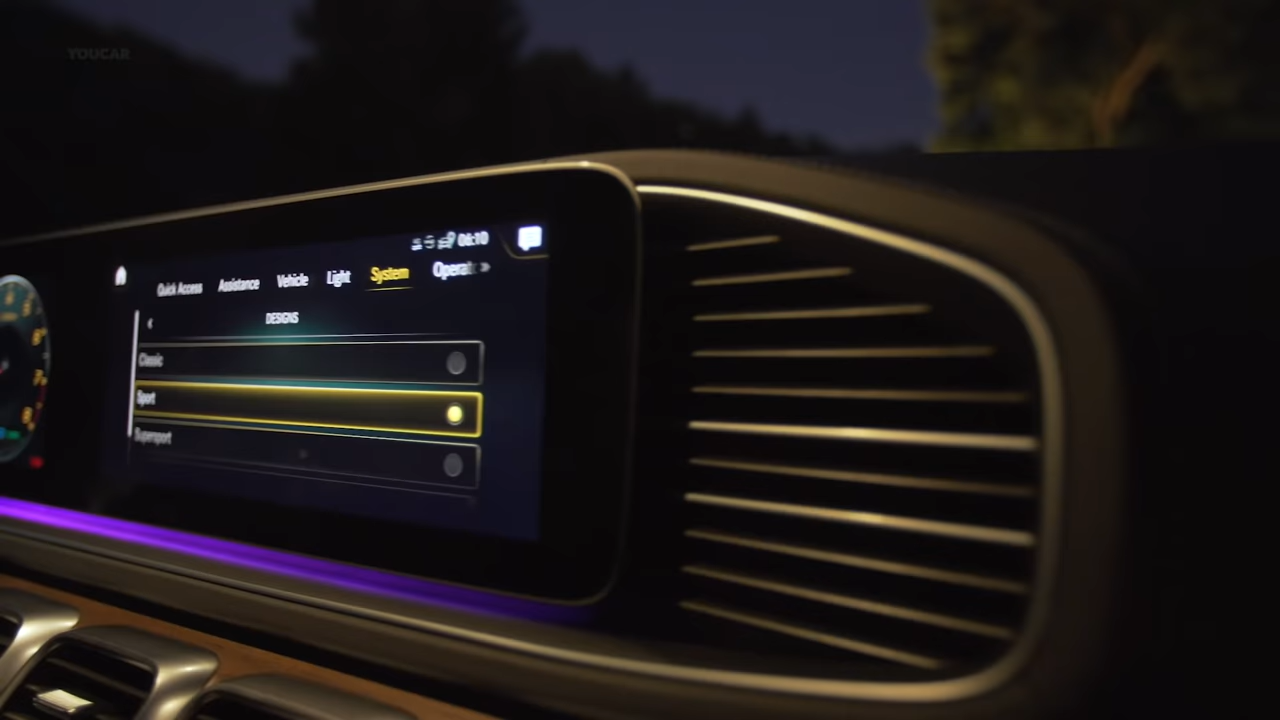 YOUCAR
06:10
Quick Access Assistance Vehicle Light System Operat »
DESIGNS
Classic
Sport
Supersport